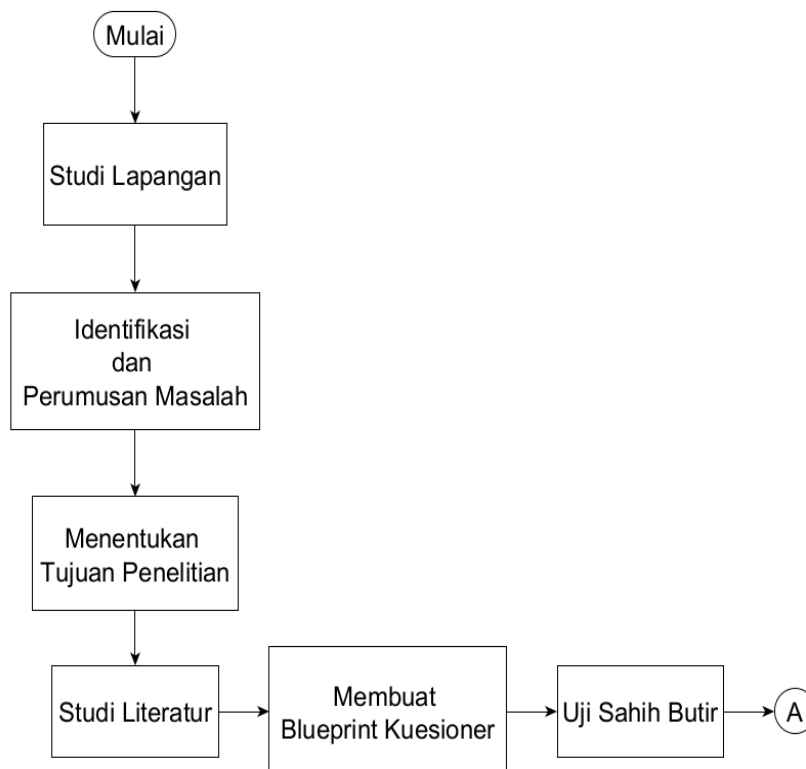 Mulai
Studi Lapangan
Identifikasi
dan
Perumusan Masalah
Menentukan
Tujuan Penelitian
Studi Literatur
Membuat
Blueprint Kuesioner
Uji Sahih Butir
A